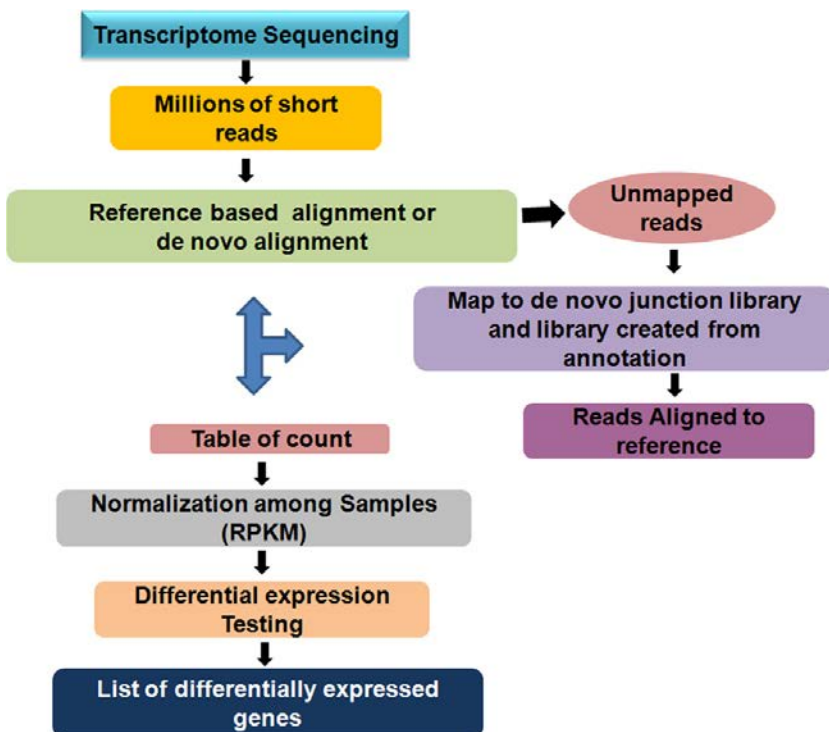 Transcriptome Sequencing
Millions of short
reads
Reference based alignment or
de novo alignment
Unmapped
reads
Map to de novo junction library
and library created from
annotation
Reads Aligned to
reference
Table of count
Normalization among Samples
(RPKM)
Differential expression
Testing
List of differentially expressed
genes